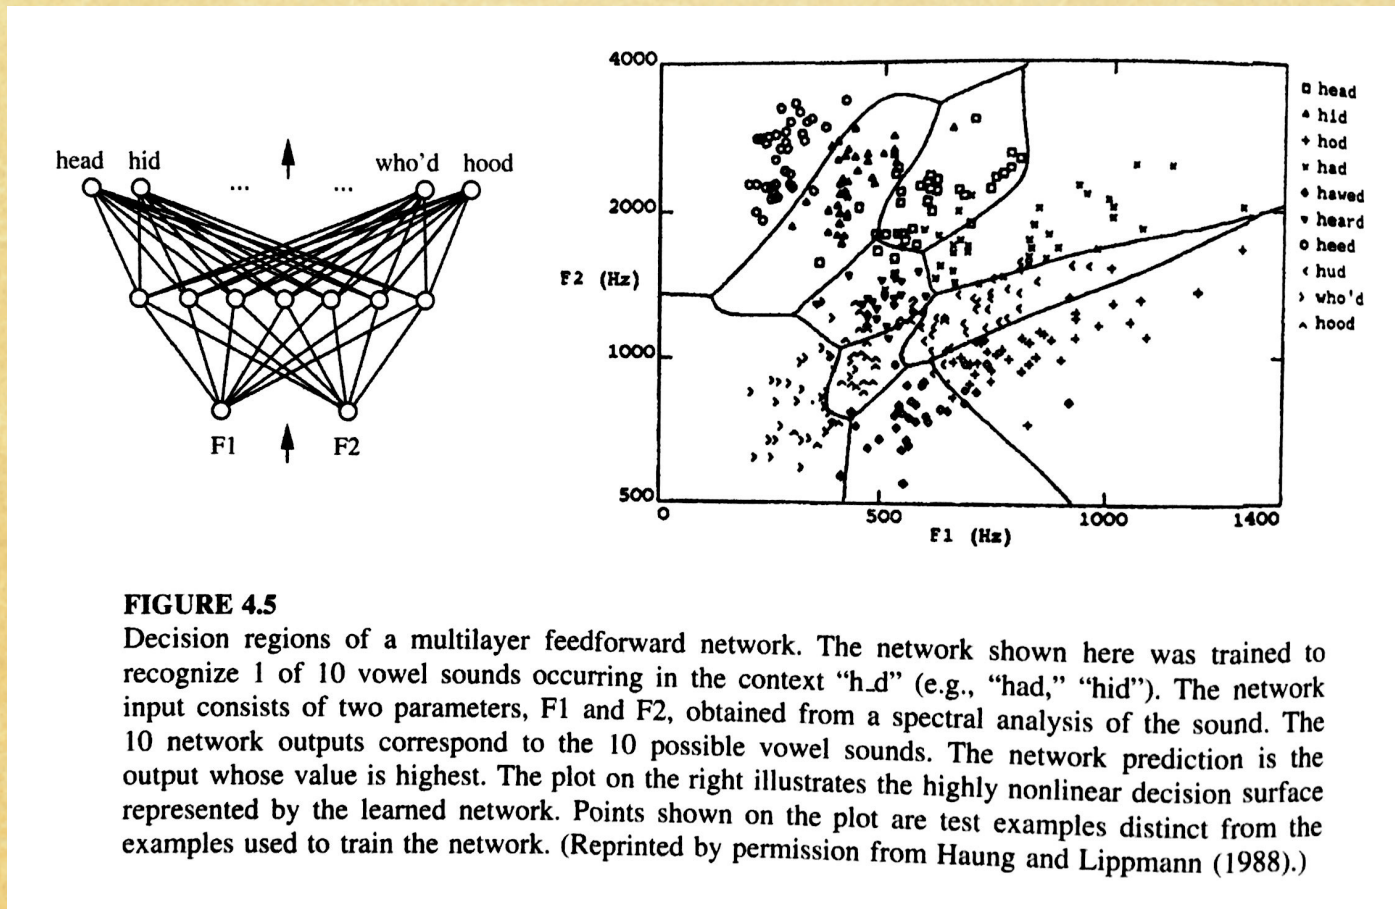 head hid ... ... who'd hood
F1 F2
4000
2000
F2 (Hz)
1000
500
0 500 1000 1400
F1 (Hz)
head
hid
hod
had
hawed
heard
heed
hud
who'd
hood
FIGURE 4.5
Decision regions of a multilayer feedforward network. The network shown here was trained to
recognize 1 of 10 vowel sounds occurring in the context “h_d” (e.g., “had,” “hid”). The network
input consists of two parameters, F1 and F2, obtained from a spectral analysis of the sound. The
10 network outputs correspond to the 10 possible vowel sounds. The network prediction is the
output whose value is highest. The plot on the right illustrates the highly nonlinear decision surface
represented by the learned network. Points shown on the plot are test examples distinct from the
examples used to train the network. (Reprinted by permission from Haung and Lippmann (1988).)